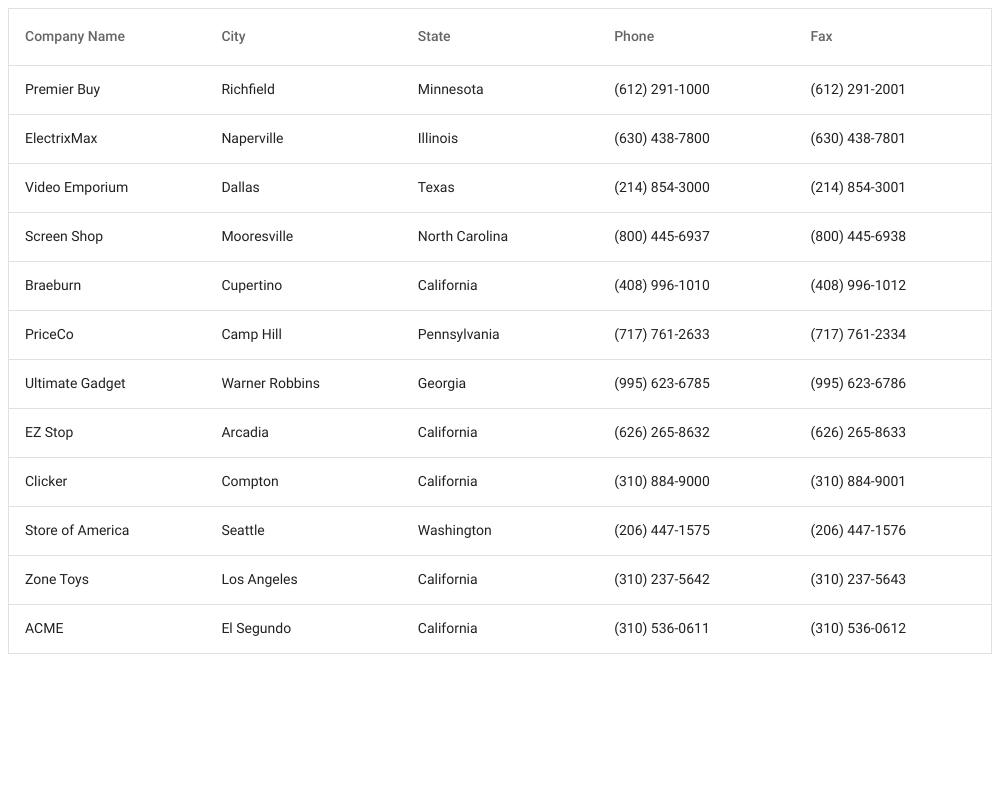 Company Name City State Phone Fax
Premier Buy Richfield Minnesota (612) 291-1000 (612) 291-2001
ElectrixMax Naperville Illinois (630) 438-7800 (630) 438-7801
Video Emporium Dallas Texas (214) 854-3000 (214) 854-3001
Screen Shop Mooresville North Carolina (800) 445-6937 (800) 445-6938
Braeburn Cupertino California (408) 996-1010 (408) 996-1012
PriceCo Camp Hill Pennsylvania (717) 761-2633 (717) 761-2334
Ultimate Gadget Warner Robbins Georgia (995) 623-6785 (995) 623-6786
EZ Stop Arcadia California (626) 265-8632 (626) 265-8633
Clicker Compton California (310) 884-9000 (310) 884-9001
Store of America Seattle Washington (206) 447-1575 (206) 447-1576
Zone Toys Los Angeles California (310) 237-5642 (310) 237-5643
ACME El Segundo California (310) 536-0611 (310) 536-0612